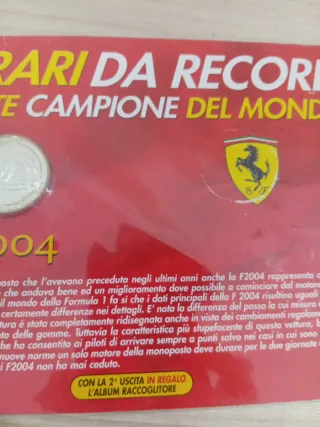 RARI DA RECORD
TE CAMPIONE DEL MOND
S F
004
posto che l'avevano preceduta negli ultimi anni anche la F2004 rappresenta
che andava bene ed un miglioramento dove possibile a cominciare dal motore
il mondo della Formula 1 fa si che i dati principali della F 2004 risultino uguali
certamente differenze nei dettagli. E' nota la differenza del passo le cui misura
tura è stata completamente ridisegnata anche in vista dei cambiamenti regolam
nto delle gomme. Tuttavia la caratteristica più stupefacente di questa vettura, b
che ha consentito ai piloti di arrivare sempre a punti salvo nei casi in cui sono
nuove norme un solo motore della monoposto deve durare per le due giornate
i F2004 non ha mai ceduto.
CON LA 2ª USCITA IN REGALO
L'ALBUM RACCOGLITORE